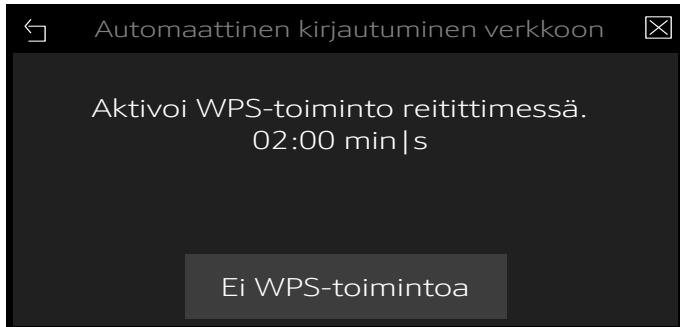 Automaattinen kirjautuminen verkkoon
Aktivoi WPS-toiminto reitittimessä.
02:00 min|s
Ei WPS-toimintoa